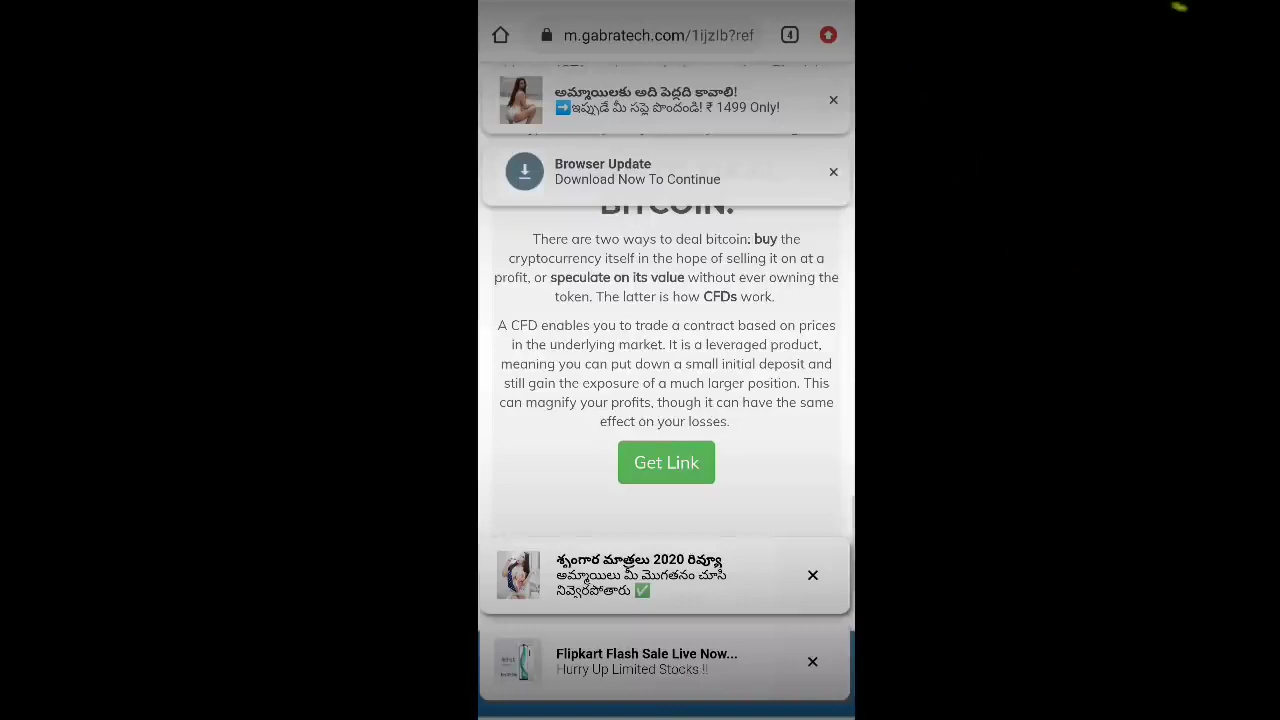 m.gabratech.com/1ijzlb?ref
4
అమ్మాయిలకు అది పెద్దది కావాలి!
➡️ఇప్పుడే మీ సప్లై పొందండి! ₹ 1499 Only!
Browser Update
Download Now To Continue
BITCOIN.
There are two ways to deal bitcoin: buy the
cryptocurrency itself in the hope of selling it on at a
profit, or speculate on its value without ever owning the
token. The latter is how CFDs work.
A CFD enables you to trade a contract based on prices
in the underlying market. It is a leveraged product,
meaning you can put down a small initial deposit and
still gain the exposure of a much larger position. This
can magnify your profits, though it can have the same
effect on your losses.
Get Link
శృంగార మాత్రలు 2020 రివ్యూ
అమ్మాయిలు మీ మొగతనం చూసి
నివ్వెరపోతారు ✅
Flipkart Flash Sale Live Now...
Hurry Up Limited Stocks !!